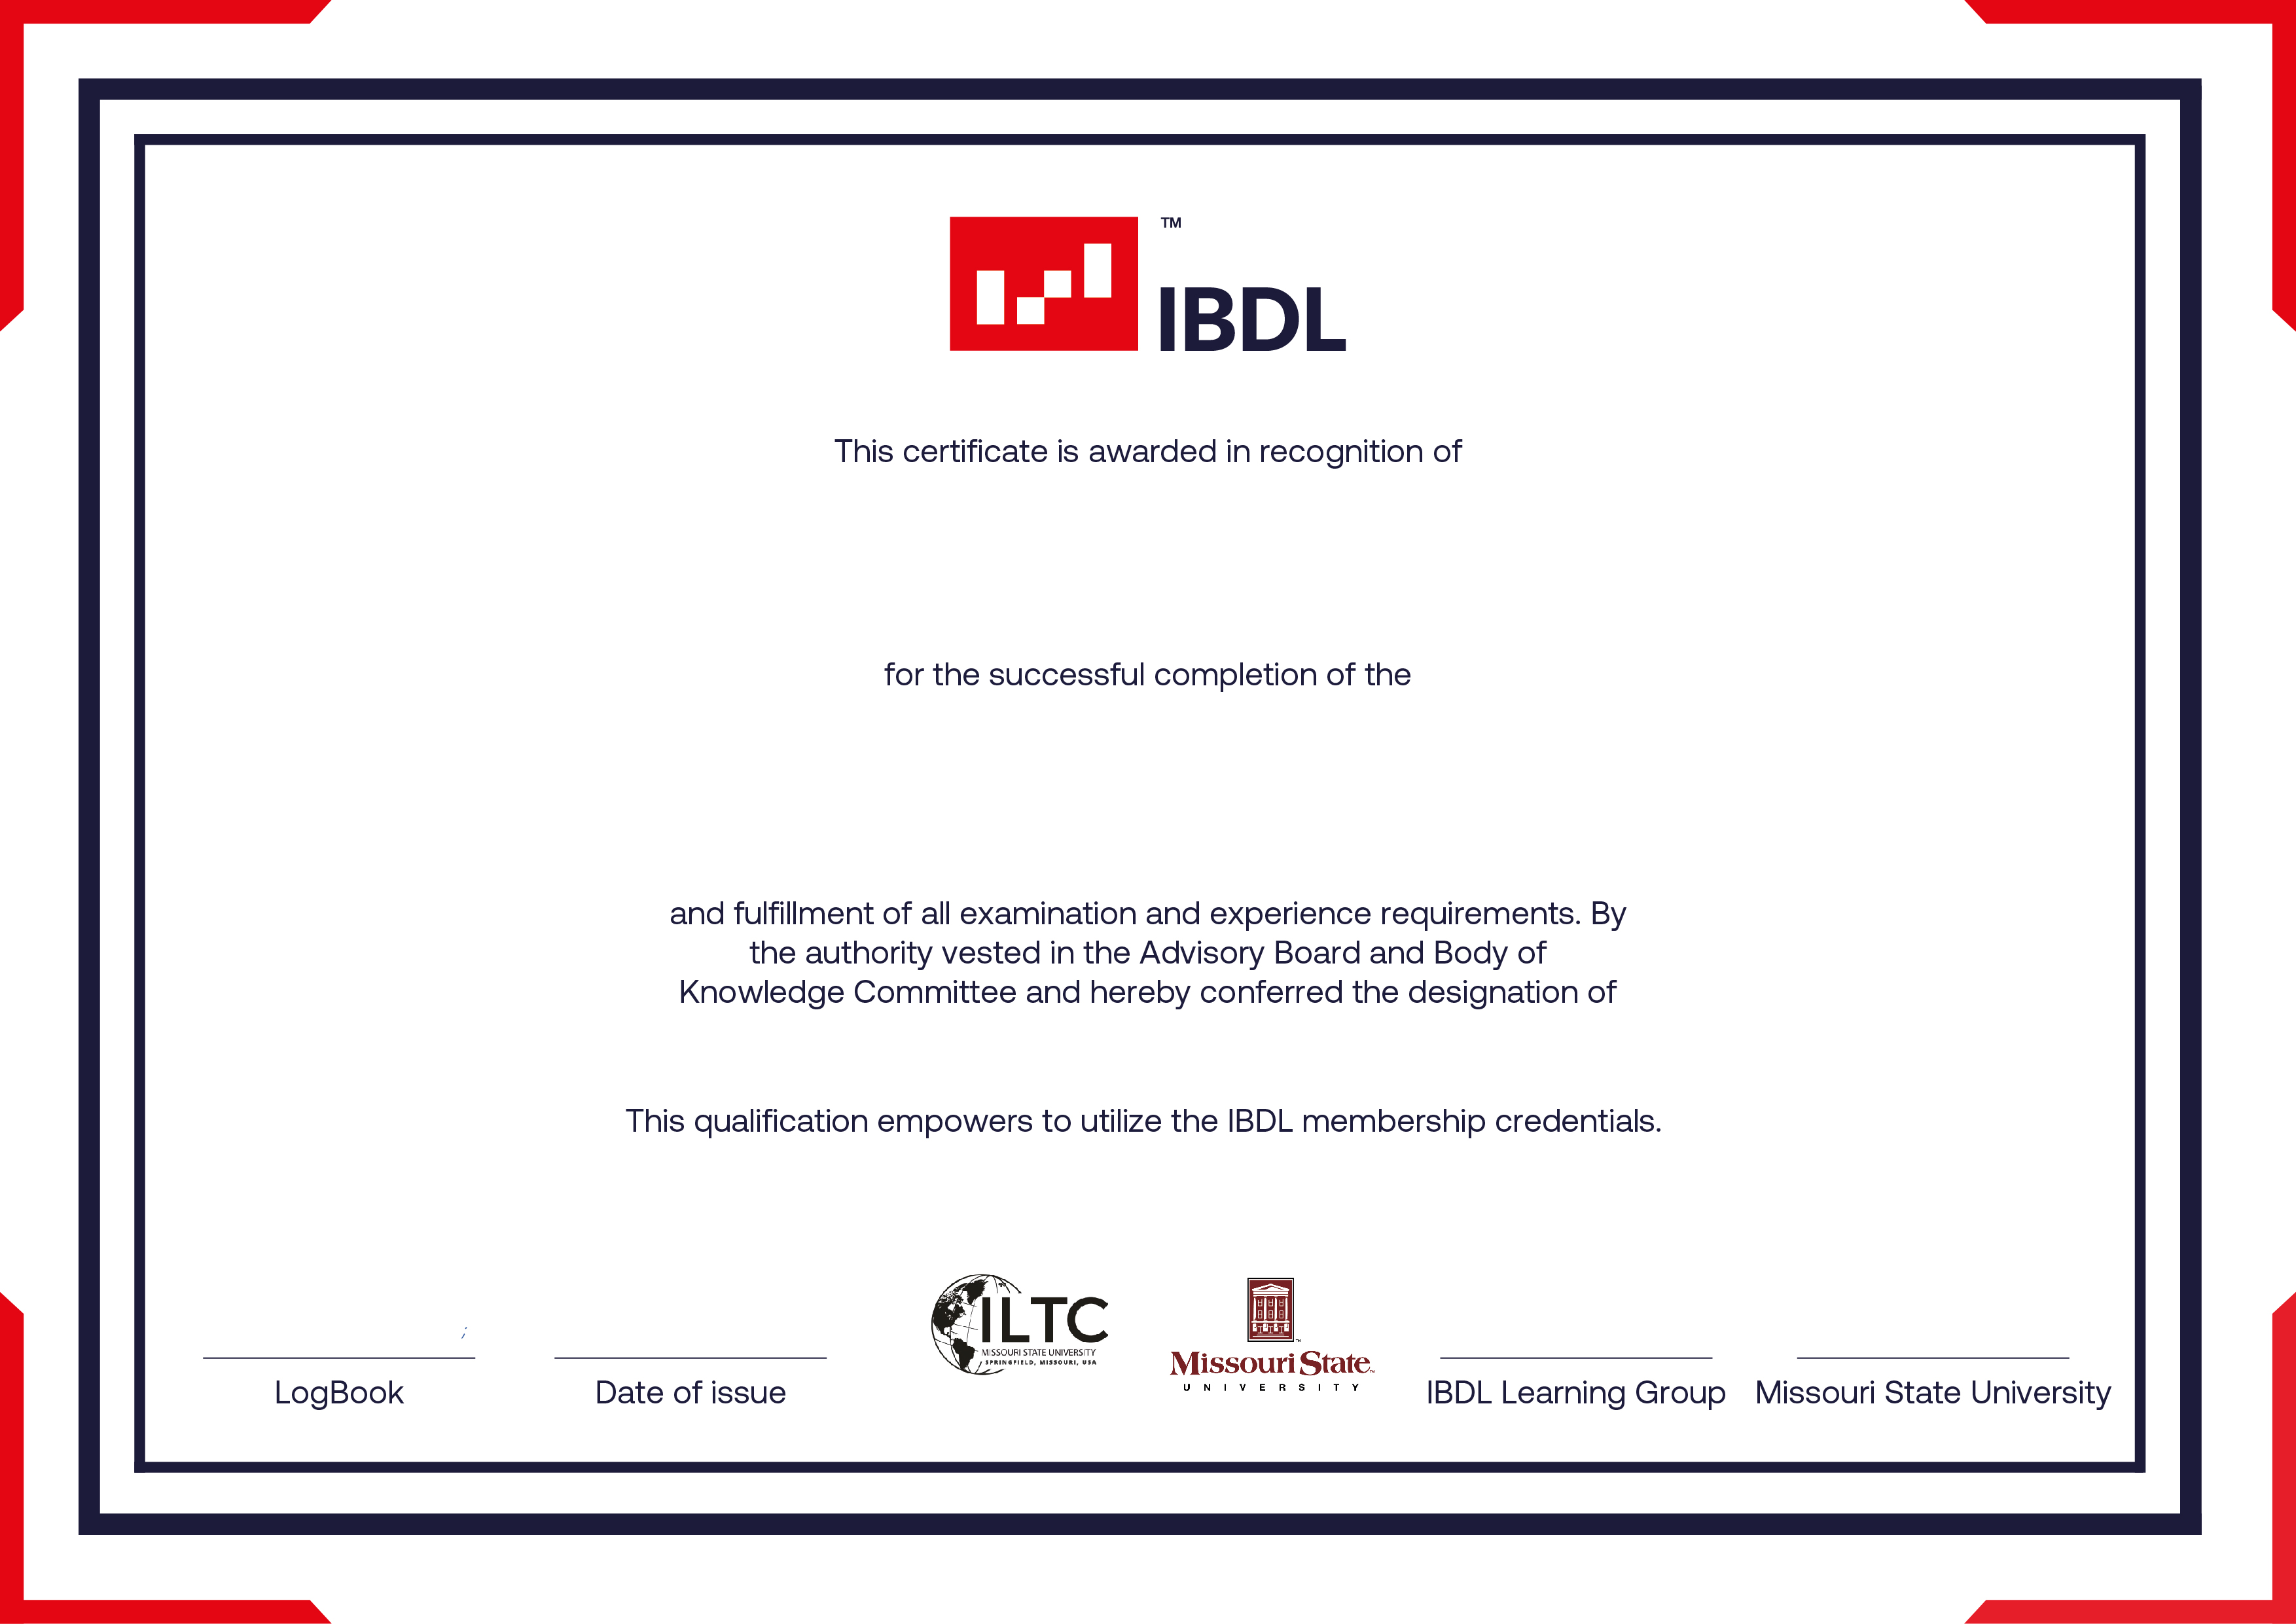 TM
IBDL
This certificate is awarded in recognition of
for the successful completion of the
and fulfillment of all examination and experience requirements. By
the authority vested in the Advisory Board and Body of
Knowledge Committee and hereby conferred the designation of
This qualification empowers to utilize the IBDL membership credentials.
ILTC
MISSOURI STATE UNIVERSITY
SPRINGFIELD, MISSOURI, USA
Missouri State™
UNIVERSITY
LogBook
Date of issue
IBDL Learning Group
Missouri State University